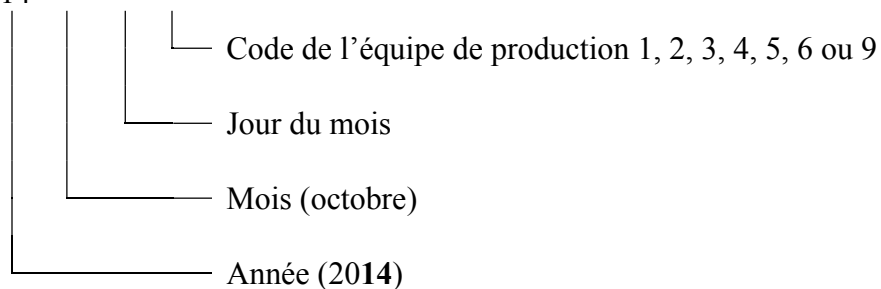 Code de l’équipe de production 1, 2, 3, 4, 5, 6 ou 9
Jour du mois
Mois (octobre)
Année (2014)